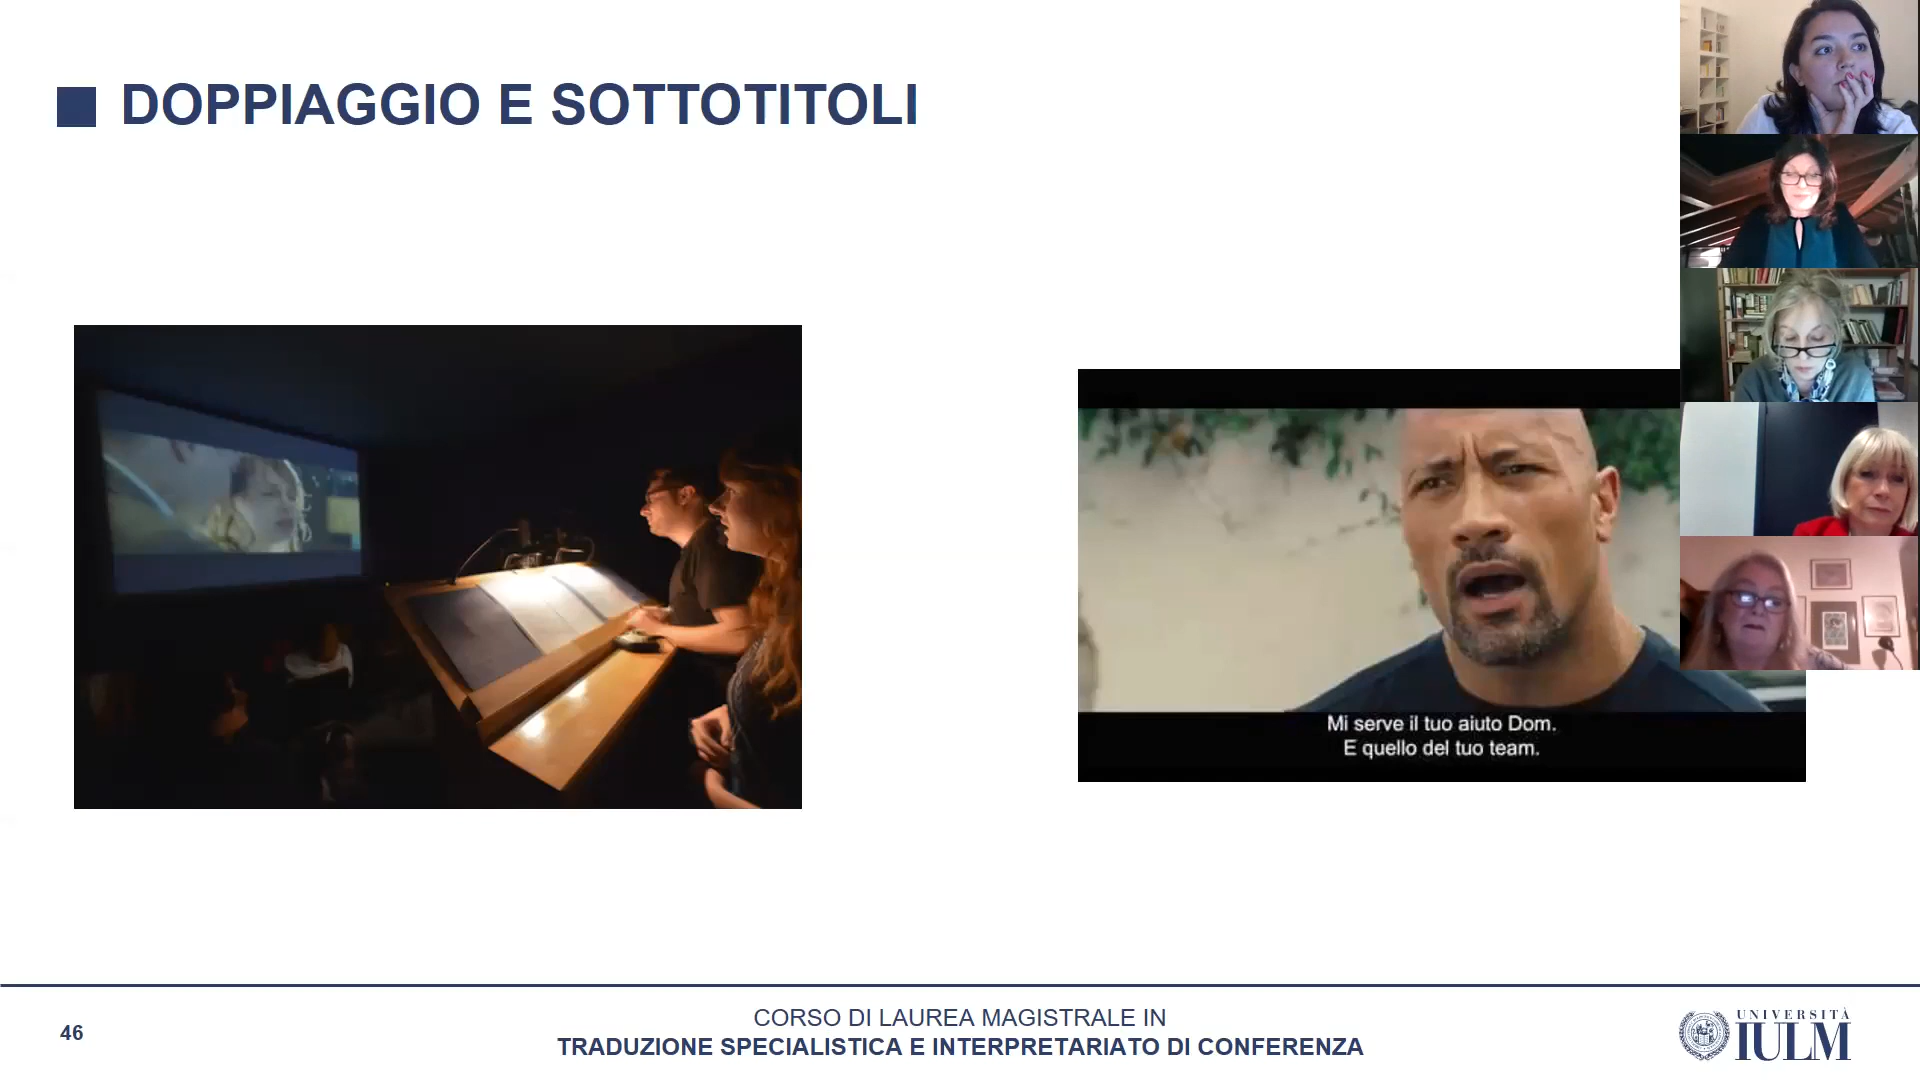 DOPPIAGGIO E SOTTOTITOLI
Mi serve il tuo aiuto Dom.
E quello del tuo team.
46
CORSO DI LAUREA MAGISTRALE IN
TRADUZIONE SPECIALISTICA E INTERPRETARIATO DI CONFERENZA
UNIVERSITÀ
IULM